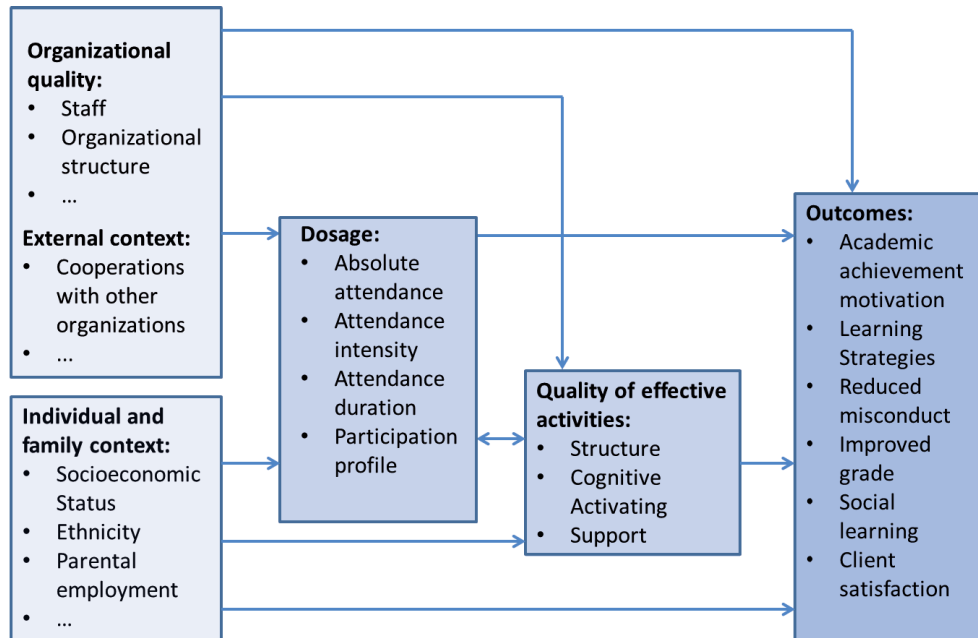 Organizational
quality:
• Staff
• Organizational
structure
• ...
External context:
• Cooperations
with other
organizations
• ...
Individual and
family context:
• Socioeconomic
Status
• Ethnicity
• Parental
employment
• ...
Dosage:
• Absolute
attendance
• Attendance
intensity
• Attendance
duration
• Participation
profile
Quality of effective
activities:
• Structure
• Cognitive
Activating
• Support
Outcomes:
• Academic
achievement
motivation
• Learning
Strategies
• Reduced
misconduct
• Improved
grade
• Social
learning
• Client
satisfaction